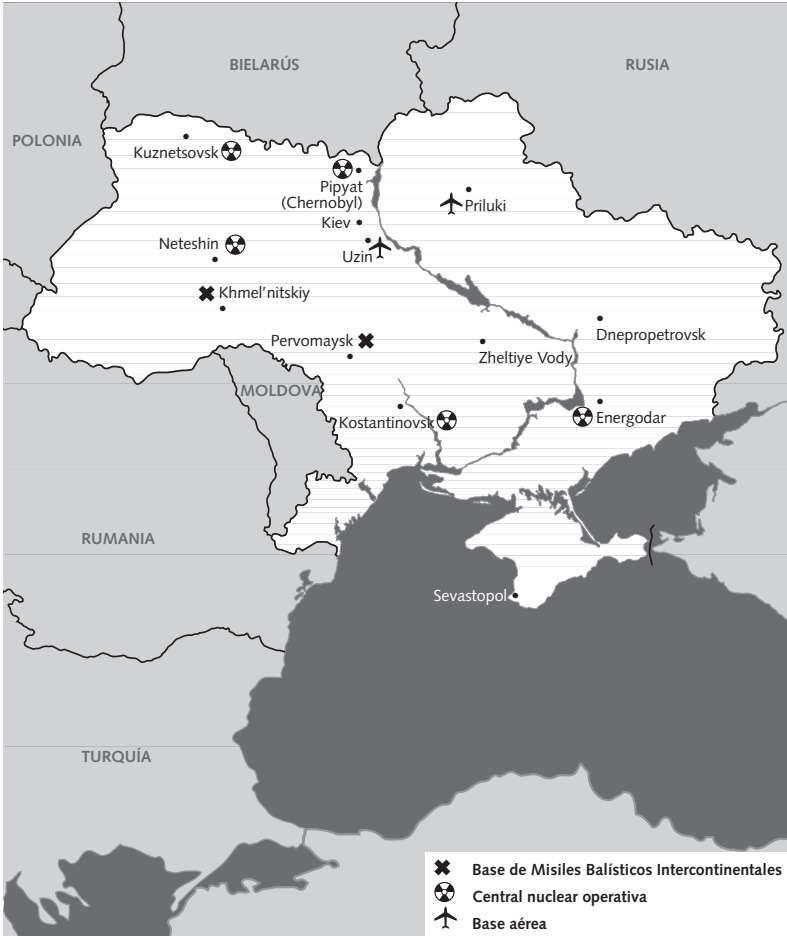 BIELARÚS
RUSIA
POLONIA
Kuznetsovsk
Pipyat
(Chernobyl)
Priluki
Kiev
Neteshin
Uzin
Khmel'nitskiy
Dnepropetrovsk
Pervomaysk
Zheltiye Vody
MOLDOVA
Kostantinovsk
Energodar
RUMANIA
Sevastopol
TURQUÍA
Base de Misiles Balísticos Intercontinentales
Central nuclear operativa
Base aérea